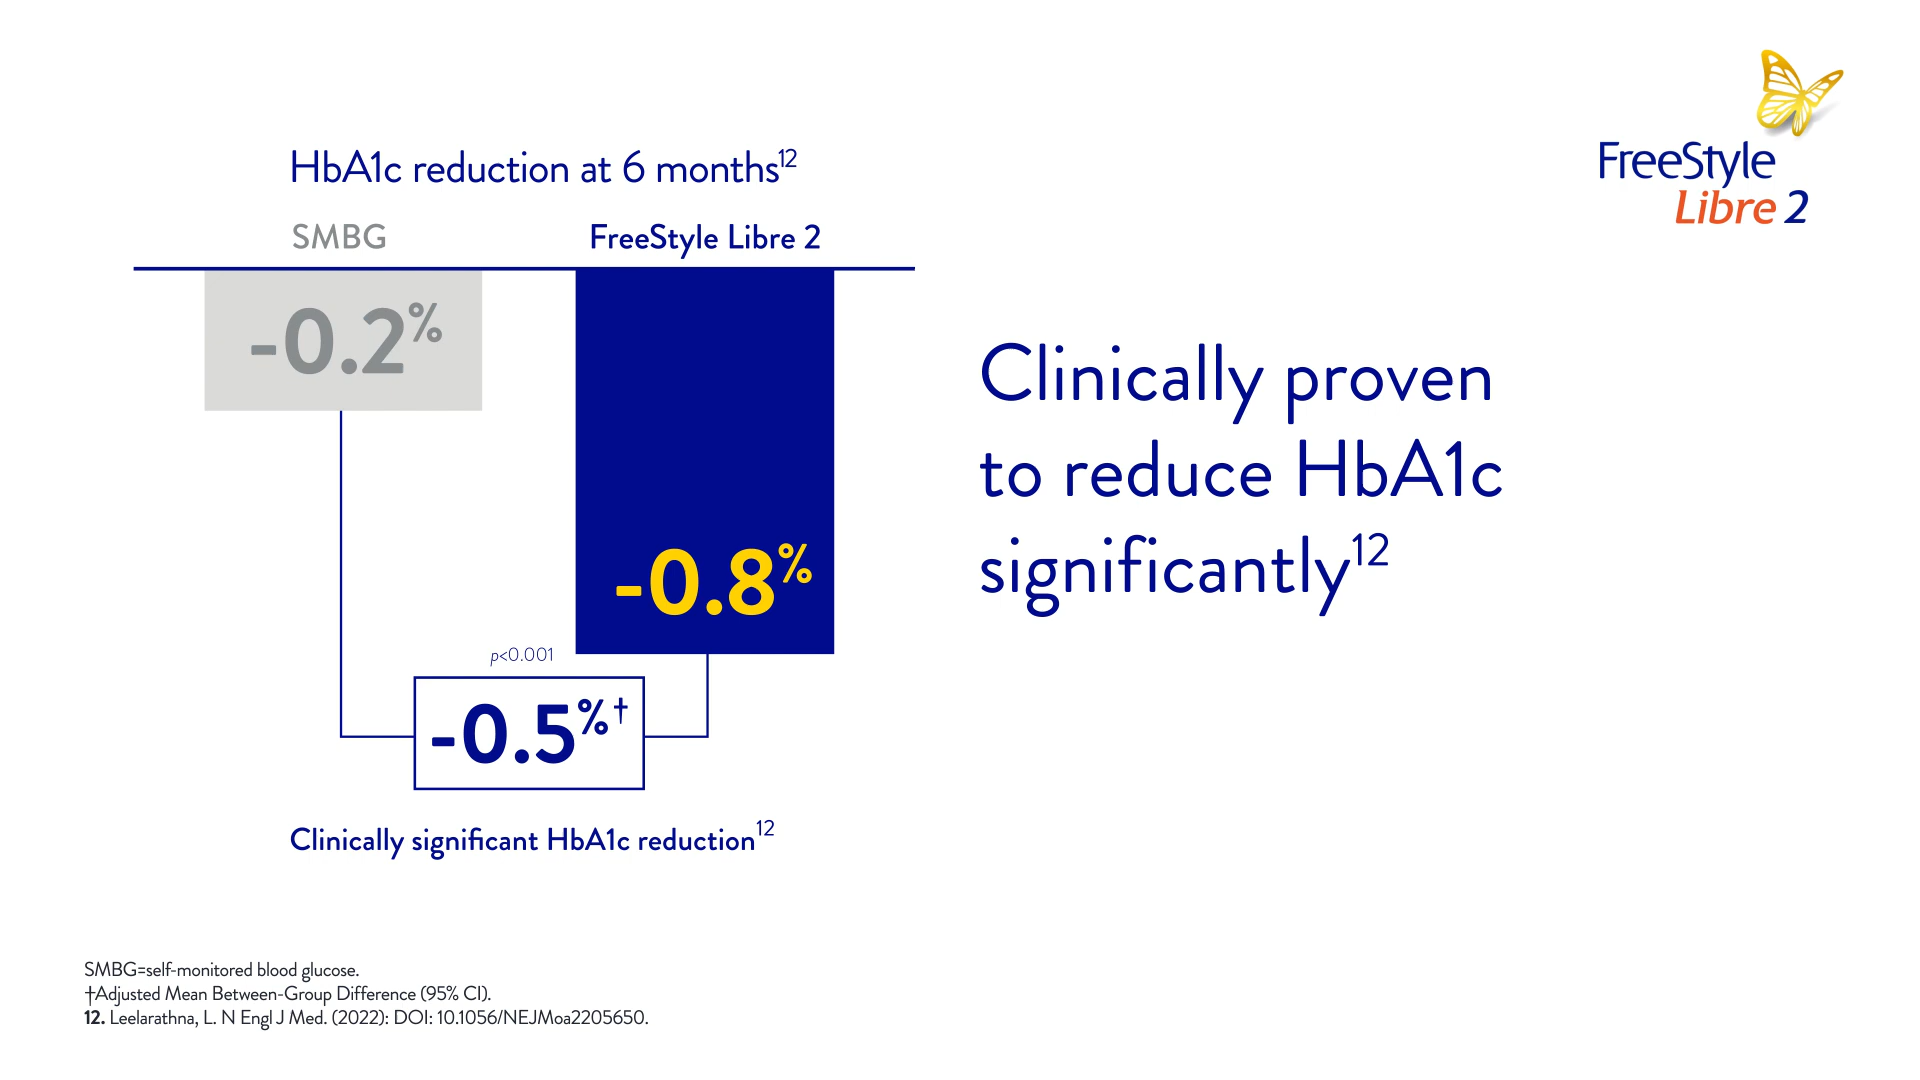 FreeStyle
Libre 2
HbA1c reduction at 6 months12
SMBG
FreeStyle Libre 2
-0.2%
-0.8%
p<0.001
-0.5%†
Clinically significant HbA1c reduction12
Clinically proven
to reduce HbA1c
significantly12
SMBG=self-monitored blood glucose.
†Adjusted Mean Between-Group Difference (95% CI).
12. Leelarathna, L. N Engl J Med. (2022): DOI: 10.1056/NEJMoa2205650.